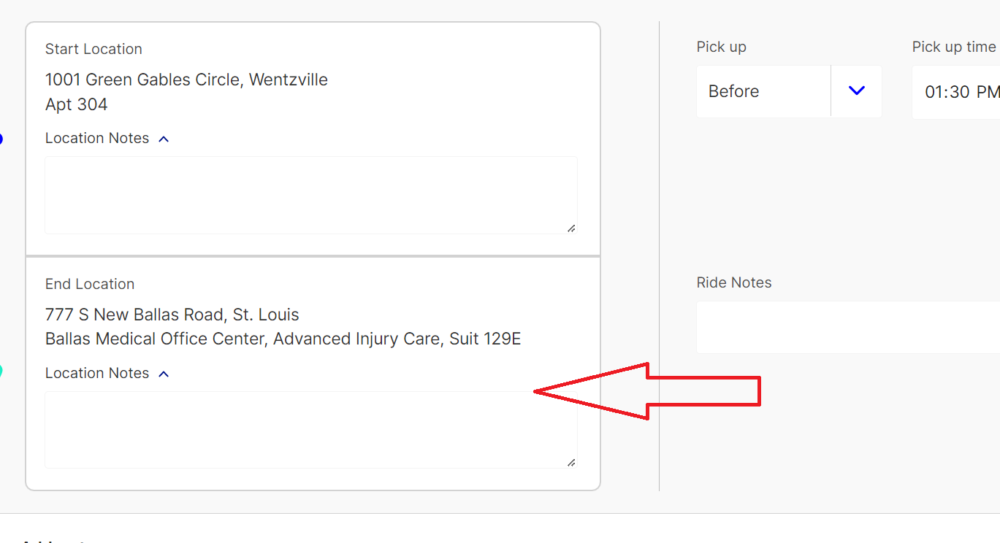 Start Location
1001 Green Gables Circle, Wentzville
Apt 304
Location Notes
End Location
777 S New Ballas Road, St. Louis
Ballas Medical Office Center, Advanced Injury Care, Suit 129E
Location Notes
Pick up
Before
Pick up time
01:30 PM
Ride Notes